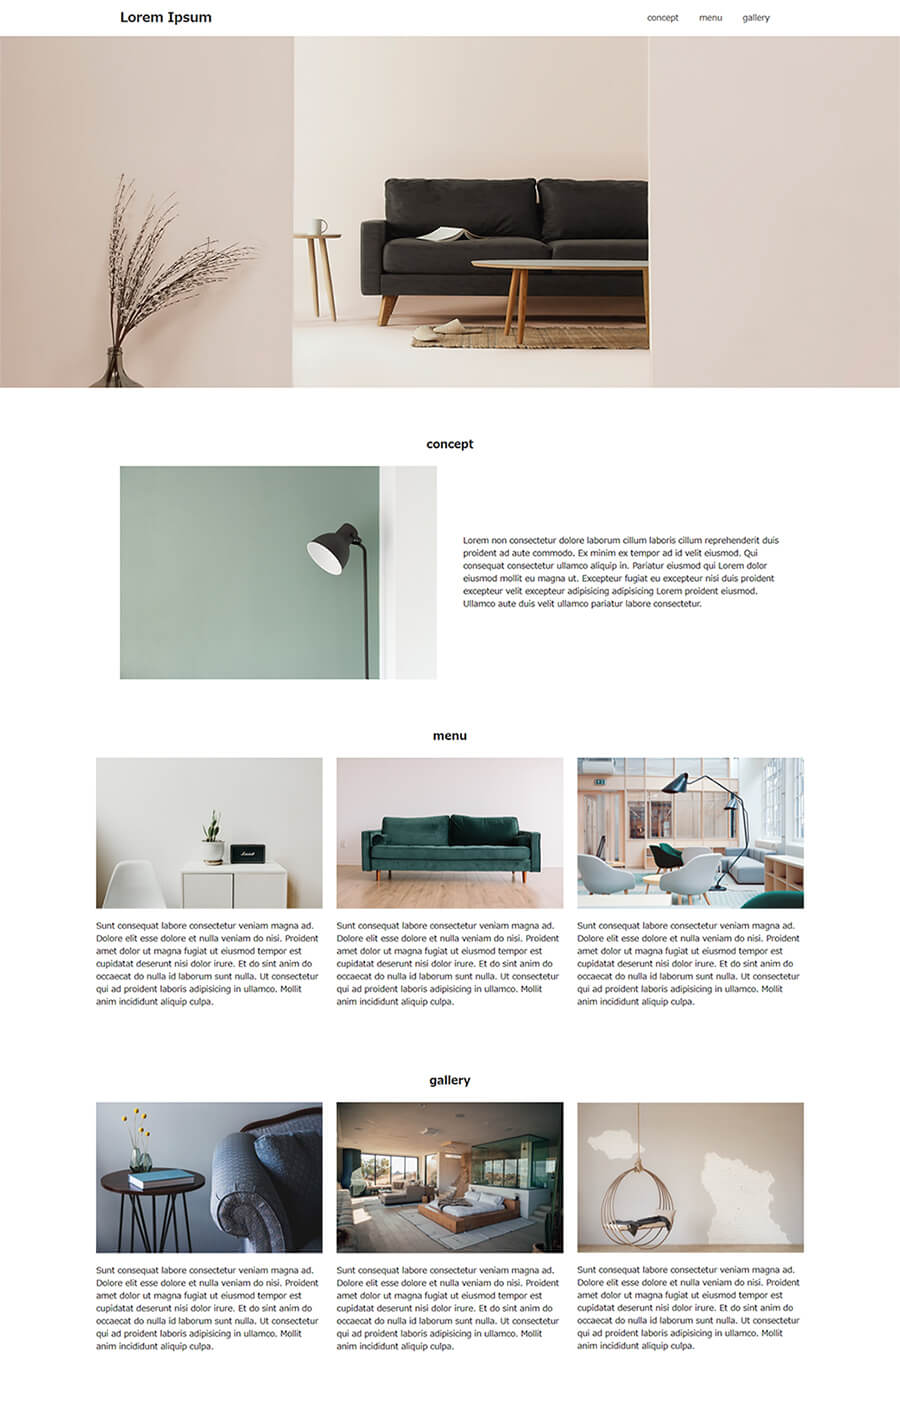 Lorem Ipsum
concept menu gallery
concept
Lorem non consectetur dolore laborum cillum laboris cillum reprehenderit duis
proident ad aute commodo. Ex minim ex tempor ad id velit eiusmod. Qui
consequat consectetur ullamco aliquip in. Pariatur eiusmod qui Lorem dolor
eiusmod mollit eu magna ut. Excepteur fugiat eu excepteur nisi duis proident
excepteur velit excepteur adipisicing adipisicing Lorem proident eiusmod.
Ullamco aute duis velit ullamco pariatur labore consectetur.
menu
Sunt consequat labore consectetur veniam magna ad.
Dolore elit esse dolore et nulla veniam do nisi. Proident
amet dolor ut magna fugiat ut eiusmod tempor est
cupidatat deserunt nisi dolor irure. Et do sint anim do
occaecat do nulla id laborum sunt nulla. Ut consectetur
qui ad proident laboris adipisicing in ullamco. Mollit
anim incididunt aliquip culpa.
Sunt consequat labore consectetur veniam magna ad.
Dolore elit esse dolore et nulla veniam do nisi. Proident
amet dolor ut magna fugiat ut eiusmod tempor est
cupidatat deserunt nisi dolor irure. Et do sint anim do
occaecat do nulla id laborum sunt nulla. Ut consectetur
qui ad proident laboris adipisicing in ullamco. Mollit
anim incididunt aliquip culpa.
Sunt consequat labore consectetur veniam magna ad.
Dolore elit esse dolore et nulla veniam do nisi. Proident
amet dolor ut magna fugiat ut eiusmod tempor est
cupidatat deserunt nisi dolor irure. Et do sint anim do
occaecat do nulla id laborum sunt nulla. Ut consectetur
qui ad proident laboris adipisicing in ullamco. Mollit
anim incididunt aliquip culpa.
gallery
Sunt consequat labore consectetur veniam magna ad.
Dolore elit esse dolore et nulla veniam do nisi. Proident
amet dolor ut magna fugiat ut eiusmod tempor est
cupidatat deserunt nisi dolor irure. Et do sint anim do
occaecat do nulla id laborum sunt nulla. Ut consectetur
qui ad proident laboris adipisicing in ullamco. Mollit
anim incididunt aliquip culpa.
Sunt consequat labore consectetur veniam magna ad.
Dolore elit esse dolore et nulla veniam do nisi. Proident
amet dolor ut magna fugiat ut eiusmod tempor est
cupidatat deserunt nisi dolor irure. Et do sint anim do
occaecat do nulla id laborum sunt nulla. Ut consectetur
qui ad proident laboris adipisicing in ullamco. Mollit
anim incididunt aliquip culpa.
Sunt consequat labore consectetur veniam magna ad.
Dolore elit esse dolore et nulla veniam do nisi. Proident
amet dolor ut magna fugiat ut eiusmod tempor est
cupidatat deserunt nisi dolor irure. Et do sint anim do
occaecat do nulla id laborum sunt nulla. Ut consectetur
qui ad proident laboris adipisicing in ullamco. Mollit
anim incididunt aliquip culpa.